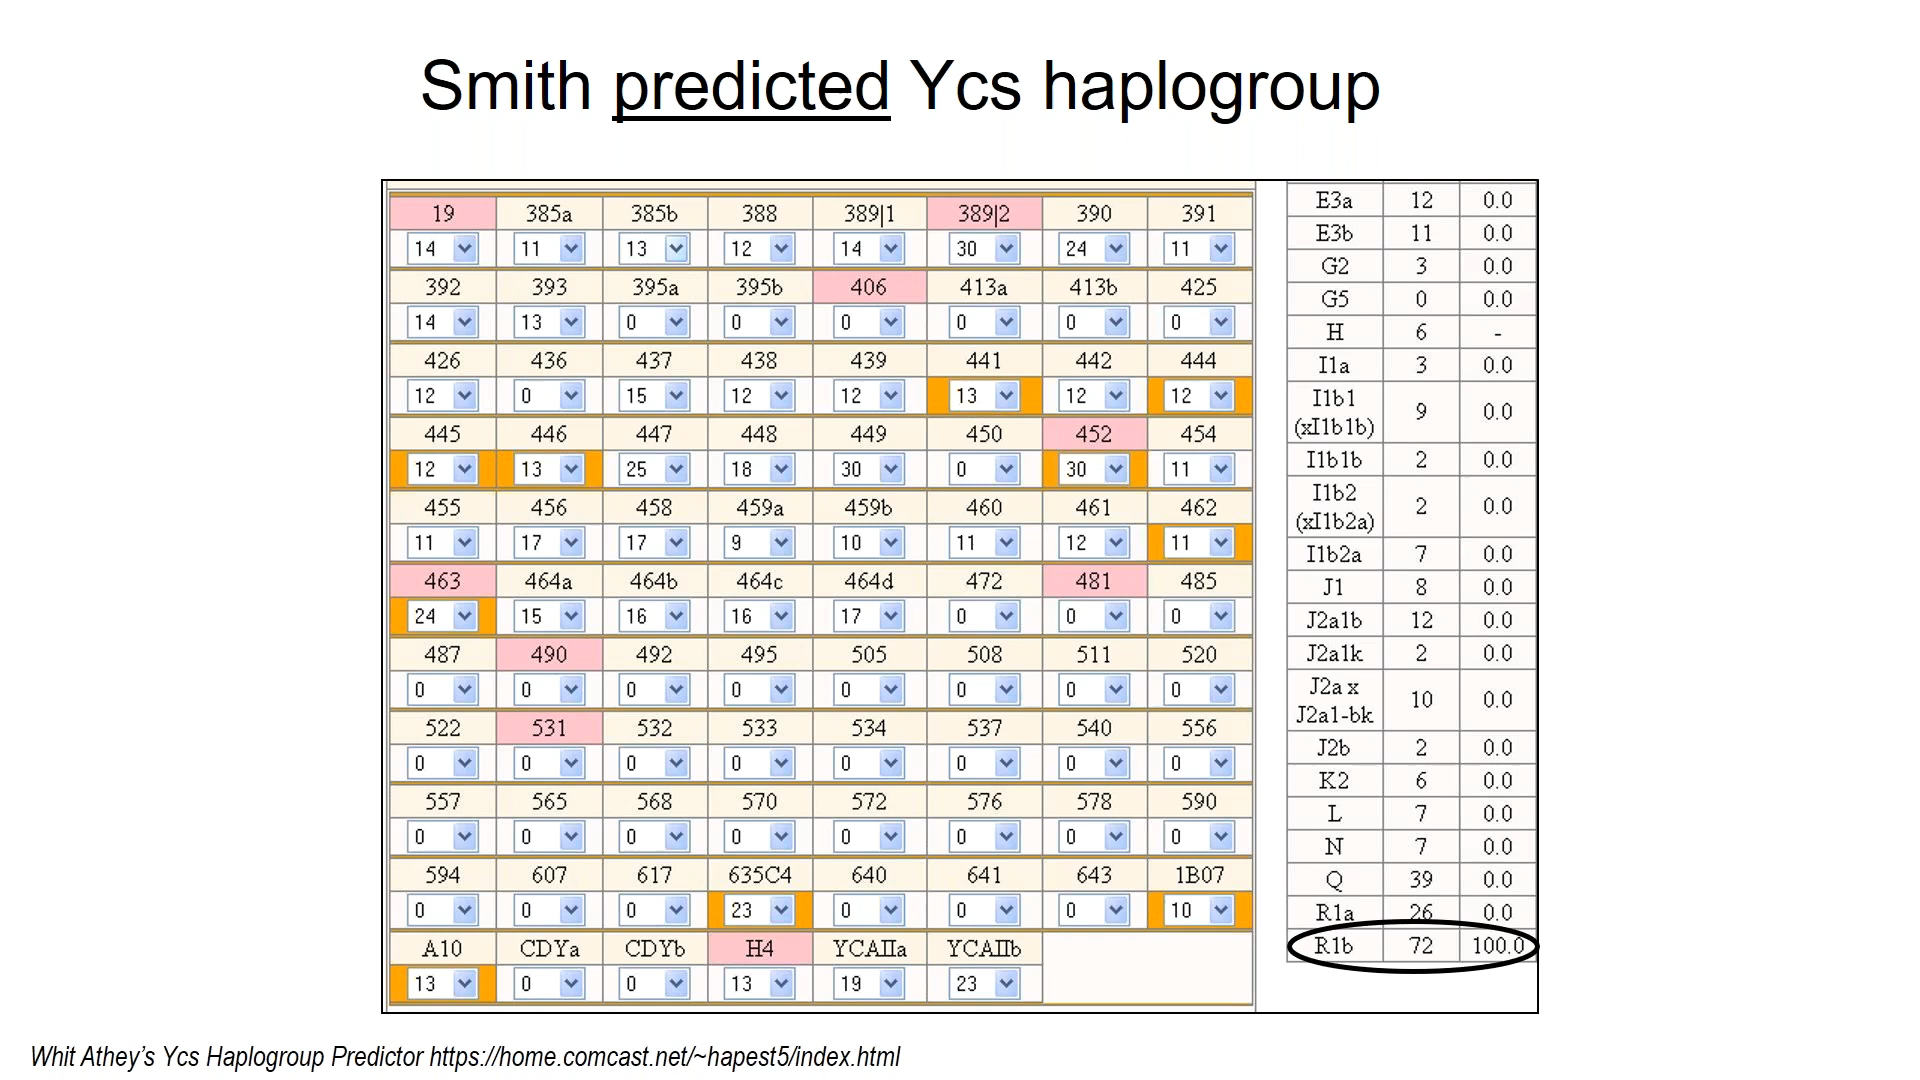 Smith predicted Ycs haplogroup
19 385a 385b 388 389|1 389|2 390 391
14 11 13 12 14 30 24 11
392 393 395a 395b 406 413a 413b 425
14 13 0 0 0 0 0 0
426 436 437 438 439 441 442 444
12 0 15 12 12 13 12 12
445 446 447 448 449 450 452 454
12 13 25 18 30 0 30 11
455 456 458 459a 459b 460 461 462
11 17 17 9 10 11 12 11
463 464a 464b 464c 464d 472 481 485
24 15 16 16 17 0 0 0
487 490 492 495 505 508 511 520
0 0 0 0 0 0 0 0
522 531 532 533 534 537 540 556
0 0 0 0 0 0 0 0
557 565 568 570 572 576 578 590
0 0 0 0 0 0 0 0
594 607 617 635C4 640 641 643 1B07
0 0 0 23 0 0 0 10
A10 CDYa CDYb H4 YCAIIa YCAIIb
13 0 0 13 19 23
E3a 12 0.0
E3b 11 0.0
G2 3 0.0
G5 0 0.0
H 6 -
I1a 3 0.0
I1b1
(xI1b1b) 9 0.0
I1b1b 2 0.0
I1b2
(xI1b2a) 2 0.0
I1b2a 7 0.0
J1 8 0.0
J2a1b 12 0.0
J2a1k 2 0.0
J2a x
J2a1-bk 10 0.0
J2b 2 0.0
K2 6 0.0
L 7 0.0
N 7 0.0
Q 39 0.0
R1a 26 0.0
R1b 72 100.0
Whit Athey's Ycs Haplogroup Predictor https://home.comcast.net/~hapest5/index.html